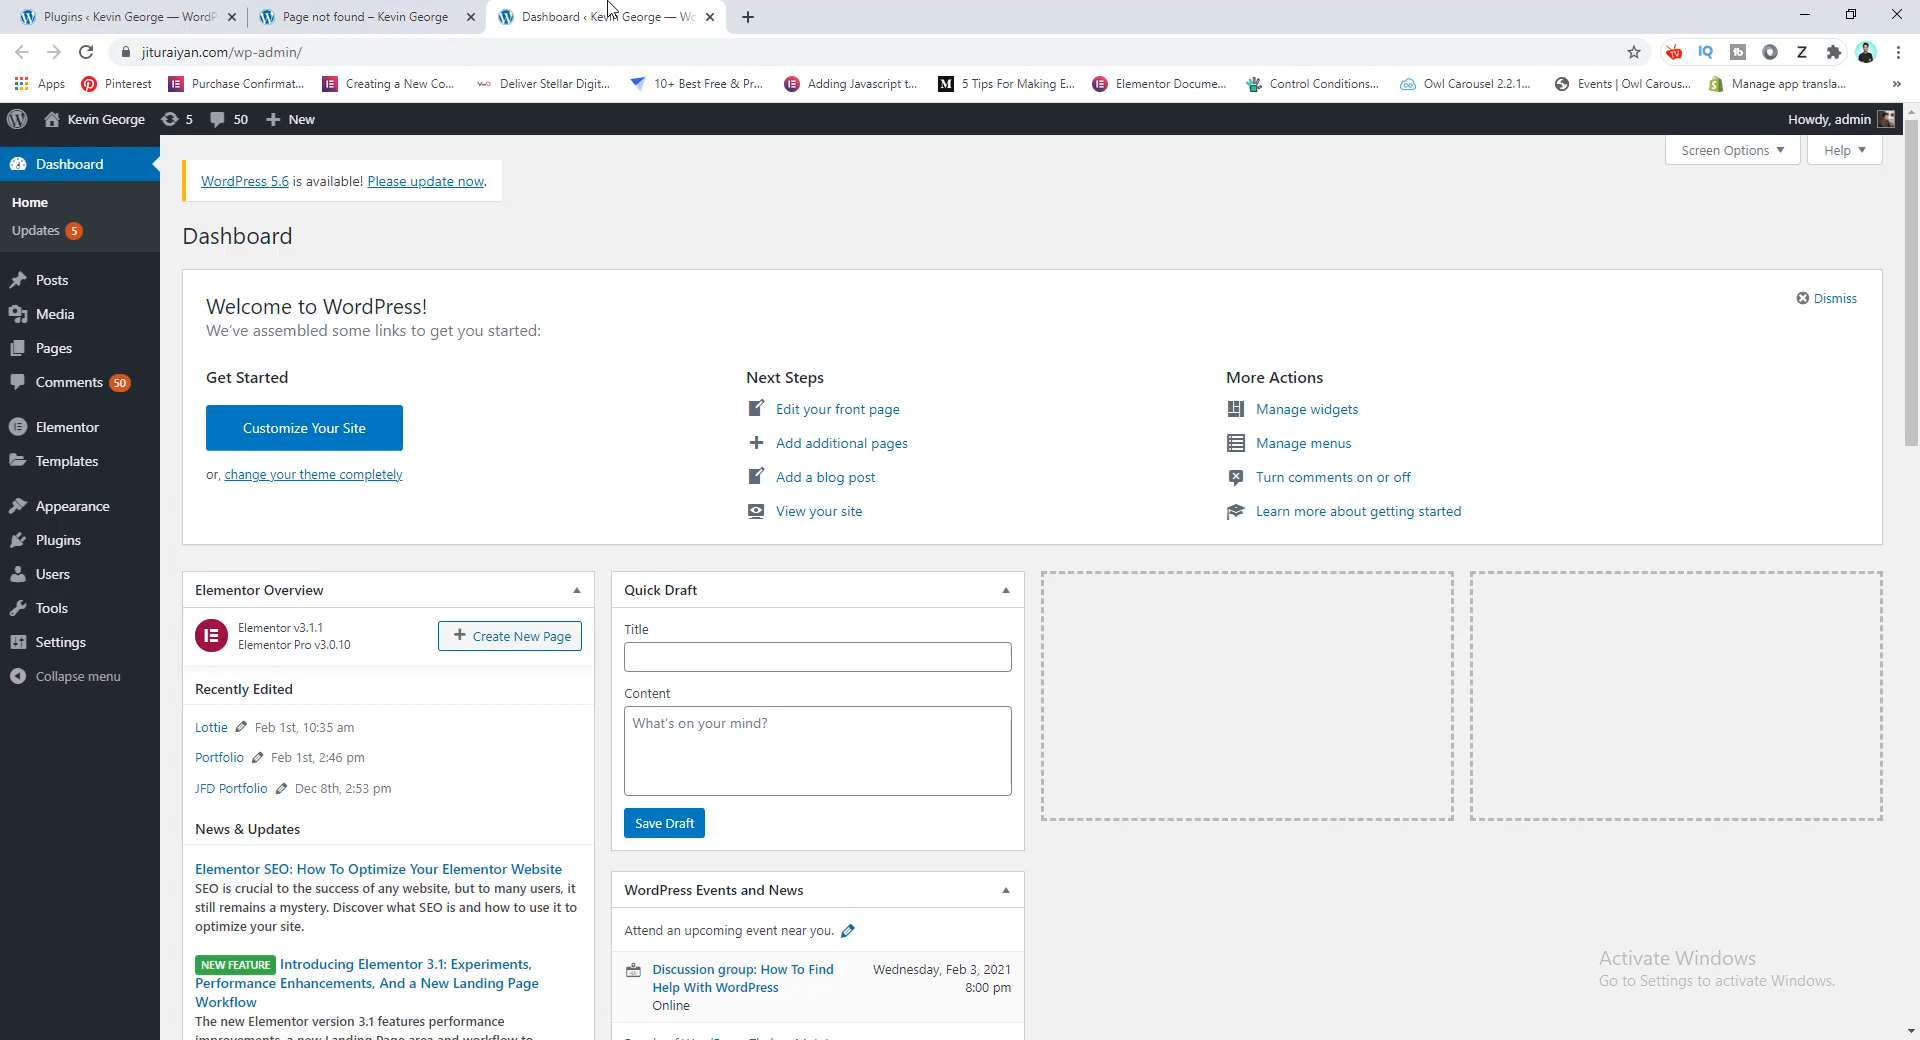 Plugins ‹ Kevin George — WordP
Page not found – Kevin George
Dashboard ‹ Kevin George — Wo
jituraiyan.com/wp-admin/
Apps
Pinterest
Purchase Confirmat...
Creating a New Co...
Deliver Stellar Digit...
10+ Best Free & Pr...
Adding Javascript t...
5 Tips For Making E...
Elementor Docume...
Control Conditions...
Owl Carousel 2.2.1...
Events | Owl Carous...
Manage app transla...
Kevin George
5
50
New
Howdy, admin
Dashboard
Home
Updates 5
Posts
Media
Pages
Comments 50
Elementor
Templates
Appearance
Plugins
Users
Tools
Settings
Collapse menu
Screen Options
Help
WordPress 5.6 is available! Please update now.
Dashboard
Welcome to WordPress!
We've assembled some links to get you started:
Dismiss
Get Started
Customize Your Site
or, change your theme completely
Next Steps
Edit your front page
Add additional pages
Add a blog post
View your site
More Actions
Manage widgets
Manage menus
Turn comments on or off
Learn more about getting started
Elementor Overview
Elementor v3.1.1
Elementor Pro v3.0.10
Create New Page
Recently Edited
Lottie Feb 1st, 10:35 am
Portfolio Feb 1st, 2:46 pm
JFD Portfolio Dec 8th, 2:53 pm
News & Updates
Elementor SEO: How To Optimize Your Elementor Website
SEO is crucial to the success of any website, but to many users, it
still remains a mystery. Discover what SEO is and how to use it to
optimize your site.
NEW FEATURE Introducing Elementor 3.1: Experiments,
Performance Enhancements, And a New Landing Page
Workflow
The new Elementor version 3.1 features performance
Quick Draft
Title
Content
What's on your mind?
Save Draft
WordPress Events and News
Attend an upcoming event near you.
Discussion group: How To Find
Help With WordPress
Online
Wednesday, Feb 3, 2021
8:00 pm
Activate Windows
Go to Settings to activate Windows.